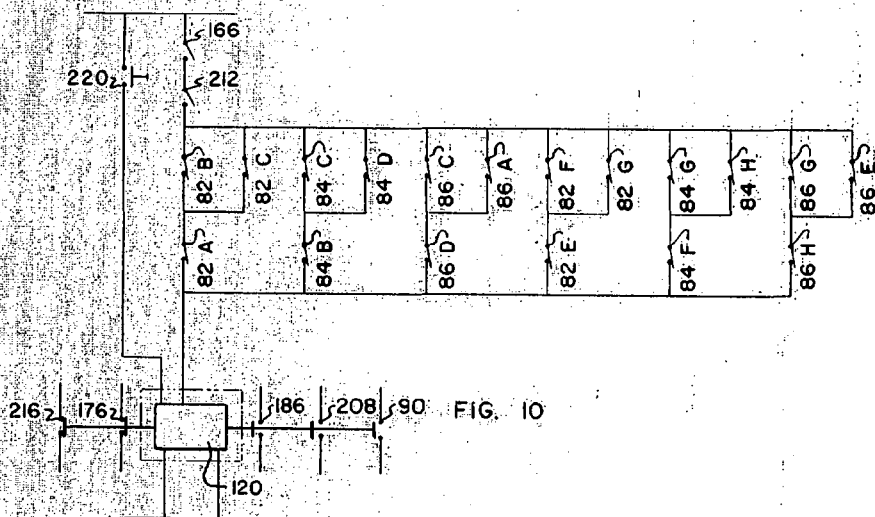 166
220
212
82 B
82 C
84 C
84 D
86 C
86 A
82 F
82 G
84 G
84 H
86 G
86 E
82 A
84 B
86 D
82 E
84 F
86 H
216
176
186
208
90
FIG. 10
120